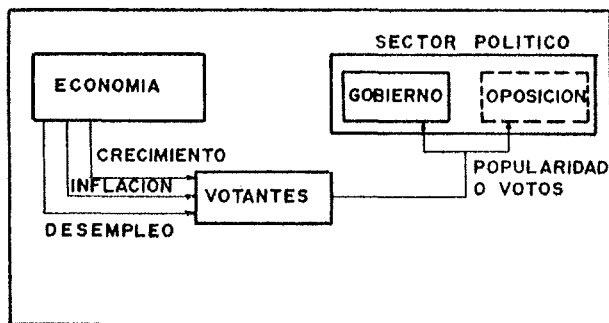 SECTOR POLITICO
ECONOMIA
GOBIERNO
OPOSICION
CRECIMIENTO
INFLACION
DESEMPLEO
VOTANTES
POPULARIDAD
O VOTOS